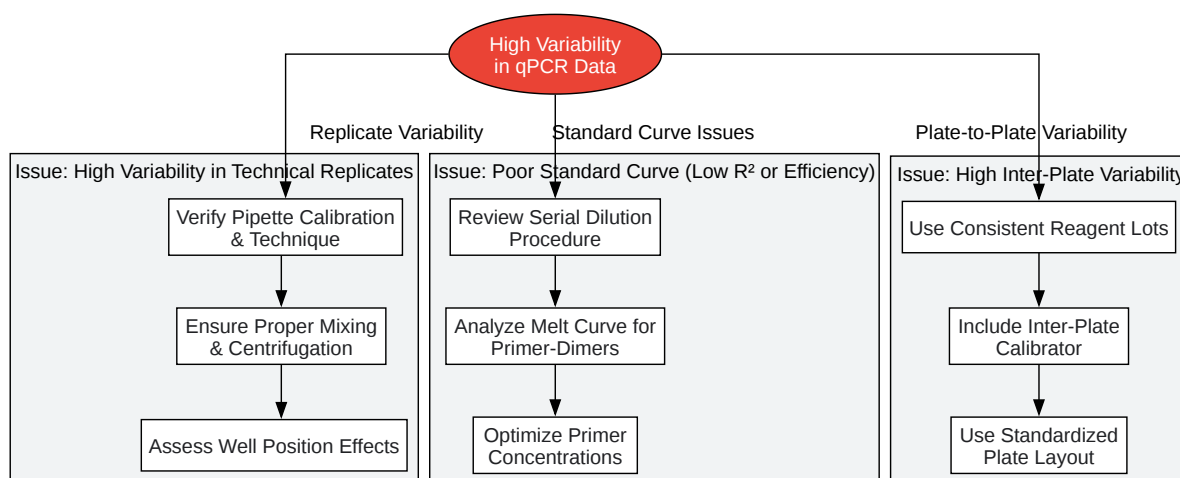 High Variability
in qPCR Data
Replicate Variability
Standard Curve Issues
Plate-to-Plate Variability
Issue: High Variability in Technical Replicates
Verify Pipette Calibration
& Technique
Ensure Proper Mixing
& Centrifugation
Assess Well Position Effects
Issue: Poor Standard Curve (Low R² or Efficiency)
Review Serial Dilution
Procedure
Analyze Melt Curve for
Primer-Dimers
Optimize Primer
Concentrations
Issue: High Inter-Plate Variability
Use Consistent Reagent Lots
Include Inter-Plate
Calibrator
Use Standardized
Plate Layout